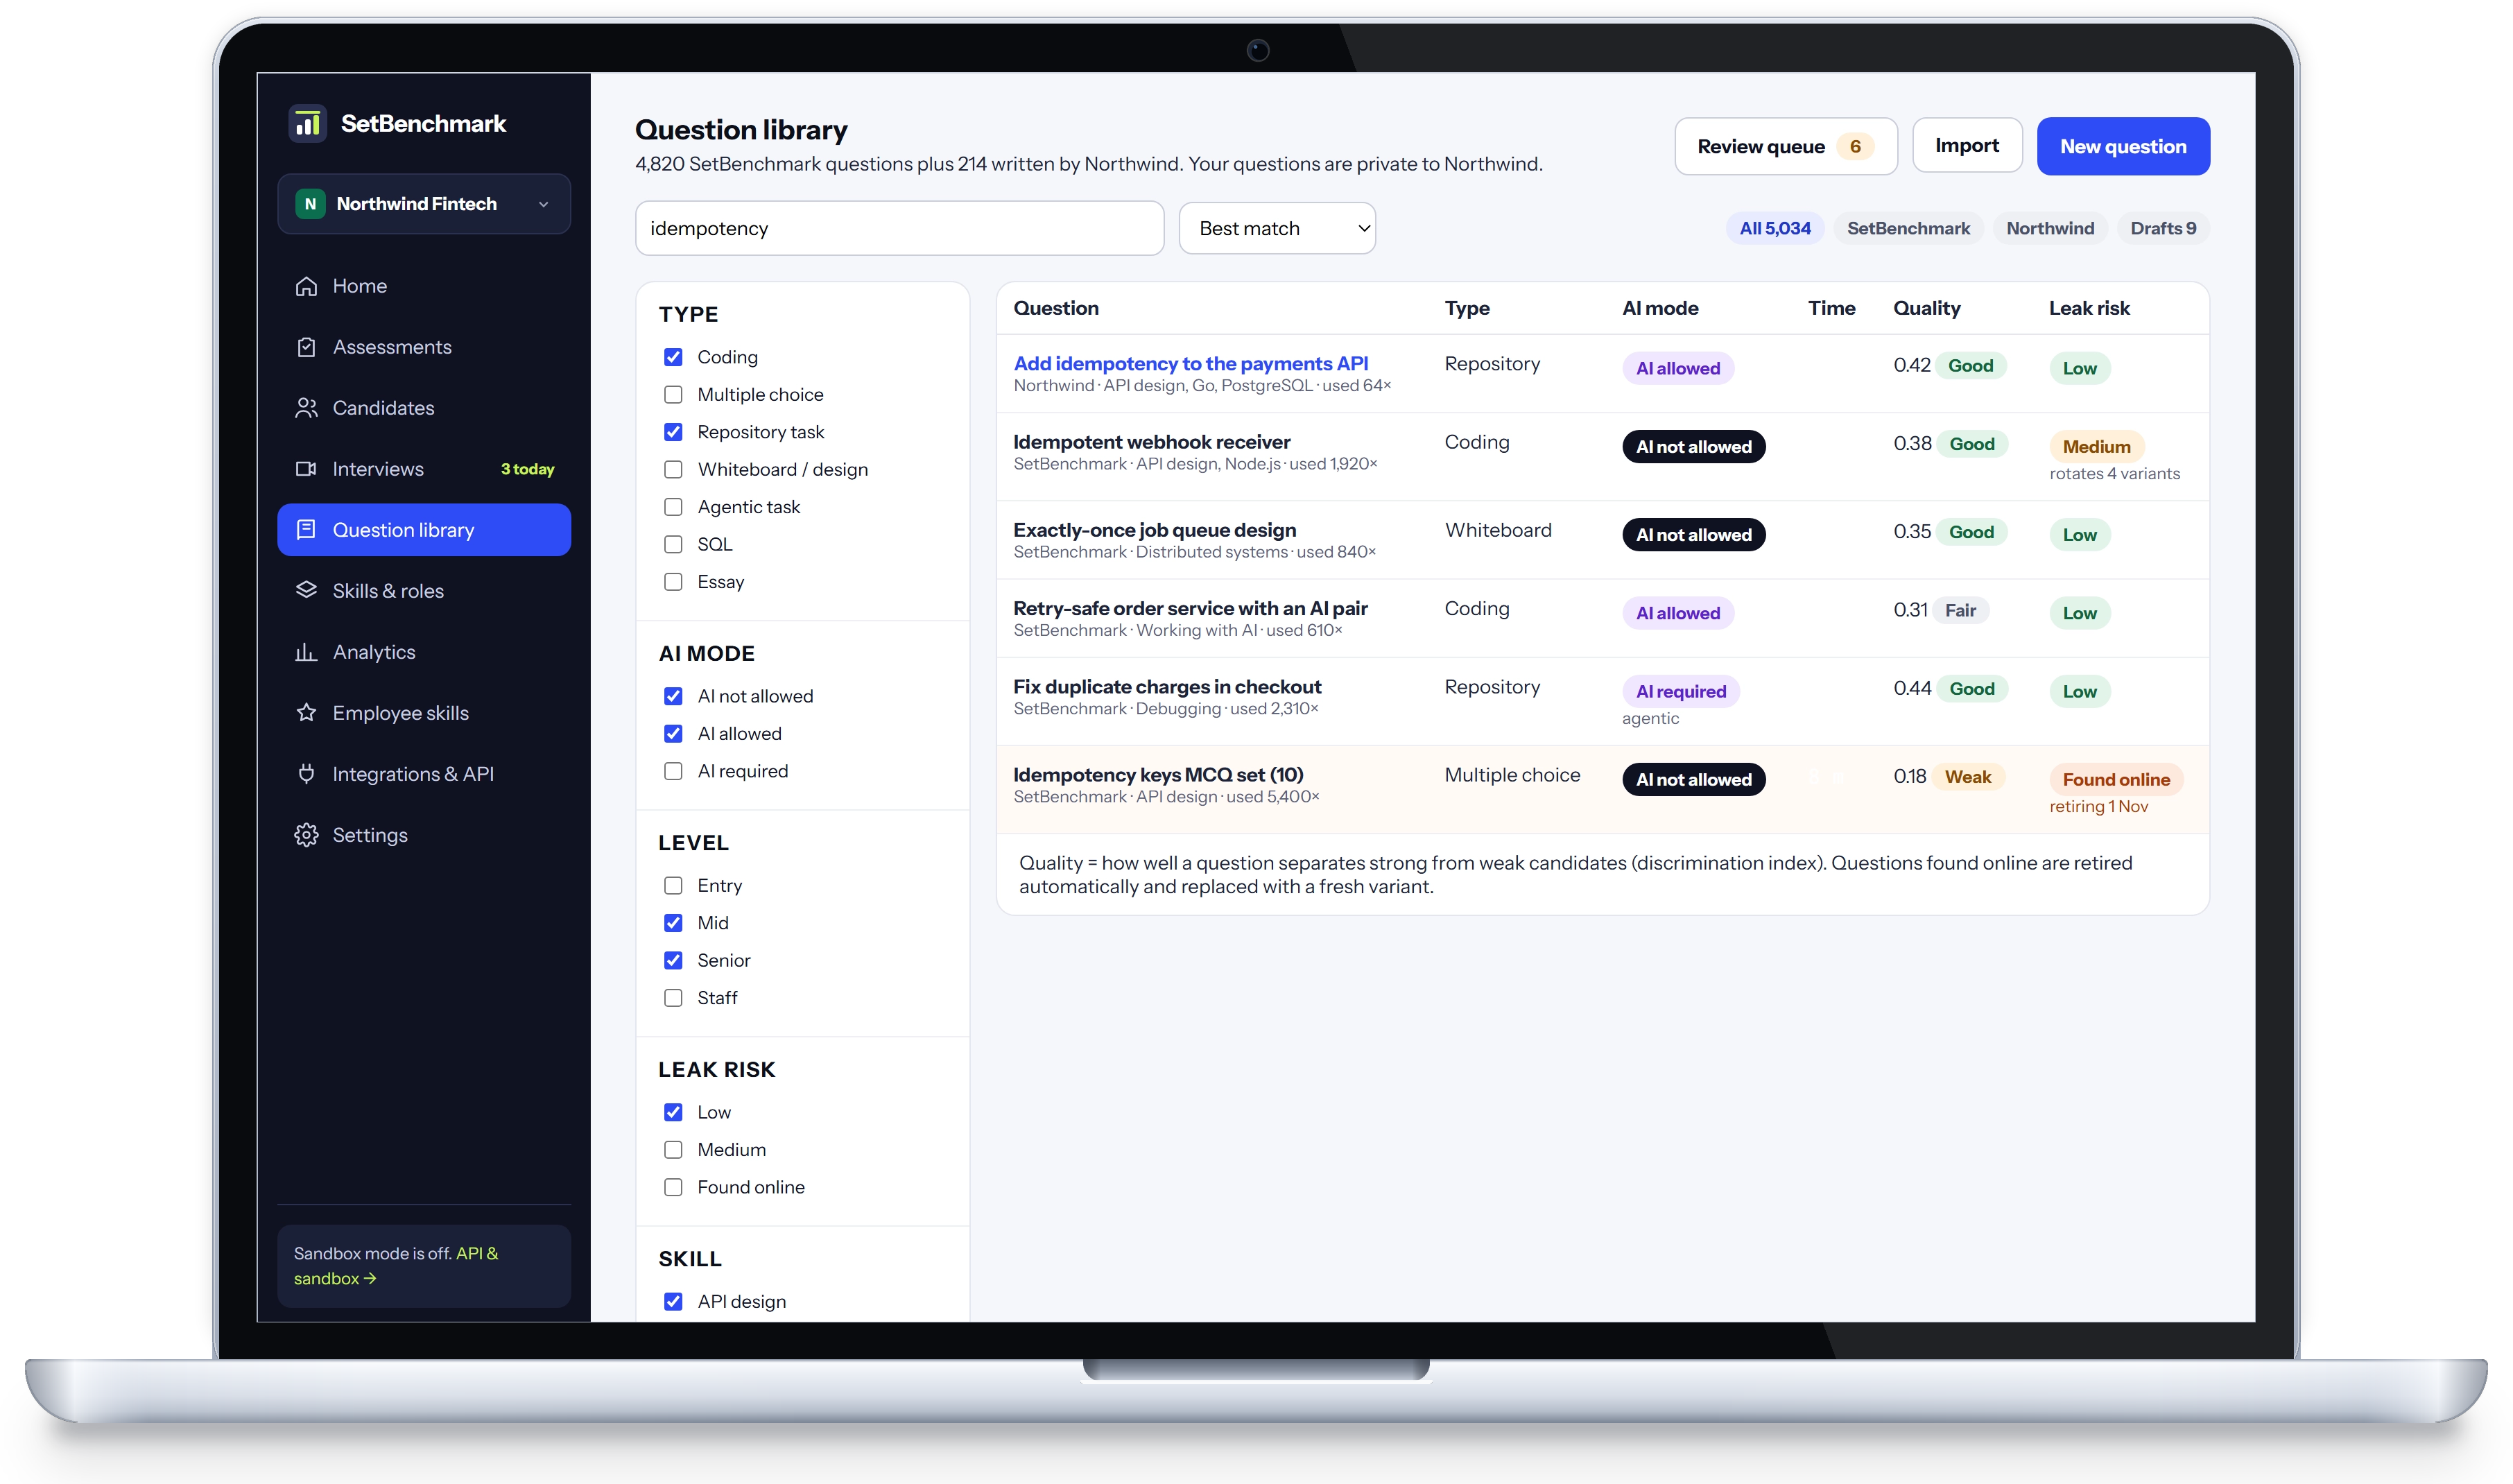 SetBenchmark
N Northwind Fintech
Home
Assessments
Candidates
Interviews 3 today
Question library
Skills & roles
Analytics
Employee skills
Integrations & API
Settings
Sandbox mode is off. API &
sandbox →
Question library
4,820 SetBenchmark questions plus 214 written by Northwind. Your questions are private to Northwind.
Review queue 6
Import
New question
idempotency
Best match
All 5,034
SetBenchmark
Northwind
Drafts 9
TYPE
Coding
Multiple choice
Repository task
Whiteboard / design
Agentic task
SQL
Essay
AI MODE
AI not allowed
AI allowed
AI required
LEVEL
Entry
Mid
Senior
Staff
LEAK RISK
Low
Medium
Found online
SKILL
API design
Question Type AI mode Time Quality Leak risk
Add idempotency to the payments API Repository AI allowed 0.42 Good Low
Northwind · API design, Go, PostgreSQL · used 64×
Idempotent webhook receiver Coding AI not allowed 0.38 Good Medium
SetBenchmark · API design, Node.js · used 1,920× rotates 4 variants
Exactly-once job queue design Whiteboard AI not allowed 0.35 Good Low
SetBenchmark · Distributed systems · used 840×
Retry-safe order service with an AI pair Coding AI allowed 0.31 Fair Low
SetBenchmark · Working with AI · used 610×
Fix duplicate charges in checkout Repository AI required 0.44 Good Low
SetBenchmark · Debugging · used 2,310× agentic
Idempotency keys MCQ set (10) Multiple choice AI not allowed 0.18 Weak Found online
SetBenchmark · API design · used 5,400× retiring 1 Nov
Quality = how well a question separates strong from weak candidates (discrimination index). Questions found online are retired
automatically and replaced with a fresh variant.